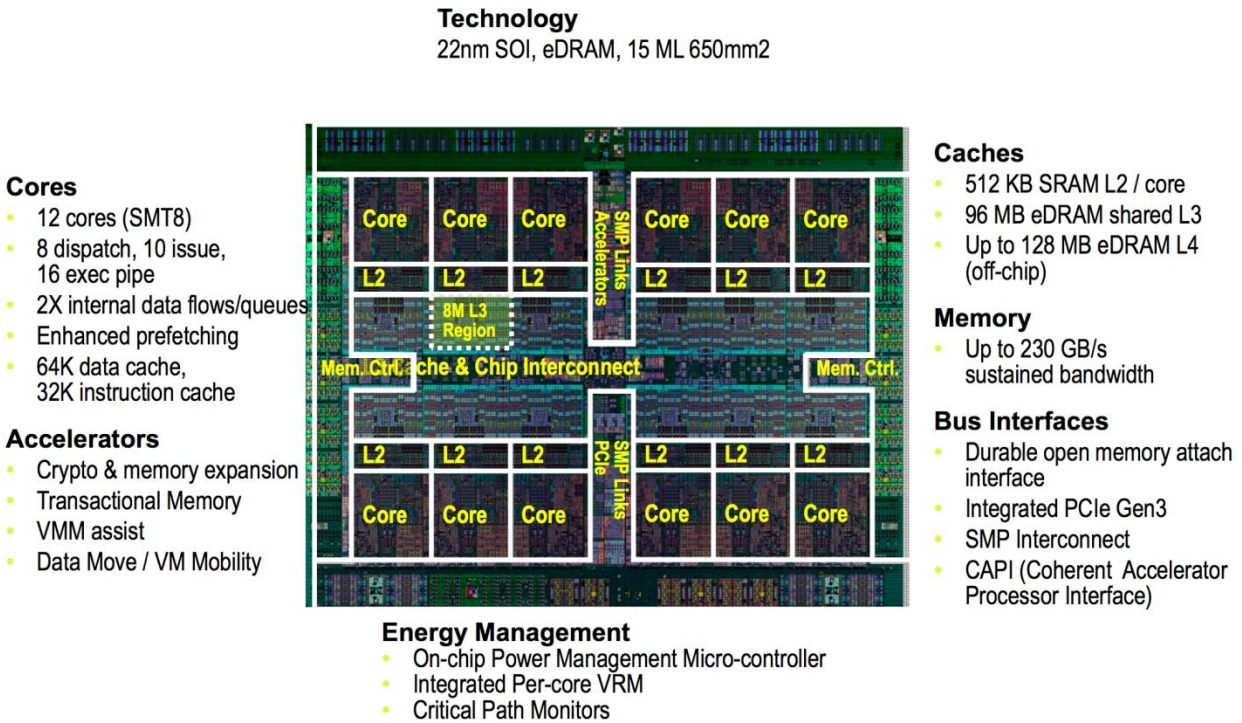 Technology
22nm SOI, eDRAM, 15 ML 650mm2
Cores
12 cores (SMT8)
8 dispatch, 10 issue,
16 exec pipe
2X internal data flows/queues
Enhanced prefetching
64K data cache,
32K instruction cache
Accelerators
Crypto & memory expansion
Transactional Memory
VMM assist
Data Move / VM Mobility
Core Core Core
SMP Links
Accelerators
Core Core Core
L2 L2 L2 L2 L2 L2
8M L3
Region
Mem. Ctrl.
ache & Chip Interconnect
Mem. Ctrl.
L2 L2 L2
SMP Links
PCIe
L2 L2 L2
Core Core Core Core Core Core
Caches
512 KB SRAM L2 / core
96 MB eDRAM shared L3
Up to 128 MB eDRAM L4
(off-chip)
Memory
Up to 230 GB/s
sustained bandwidth
Bus Interfaces
Durable open memory attach
interface
Integrated PCIe Gen3
SMP Interconnect
CAPI (Coherent Accelerator
Processor Interface)
Energy Management
On-chip Power Management Micro-controller
Integrated Per-core VRM
Critical Path Monitors